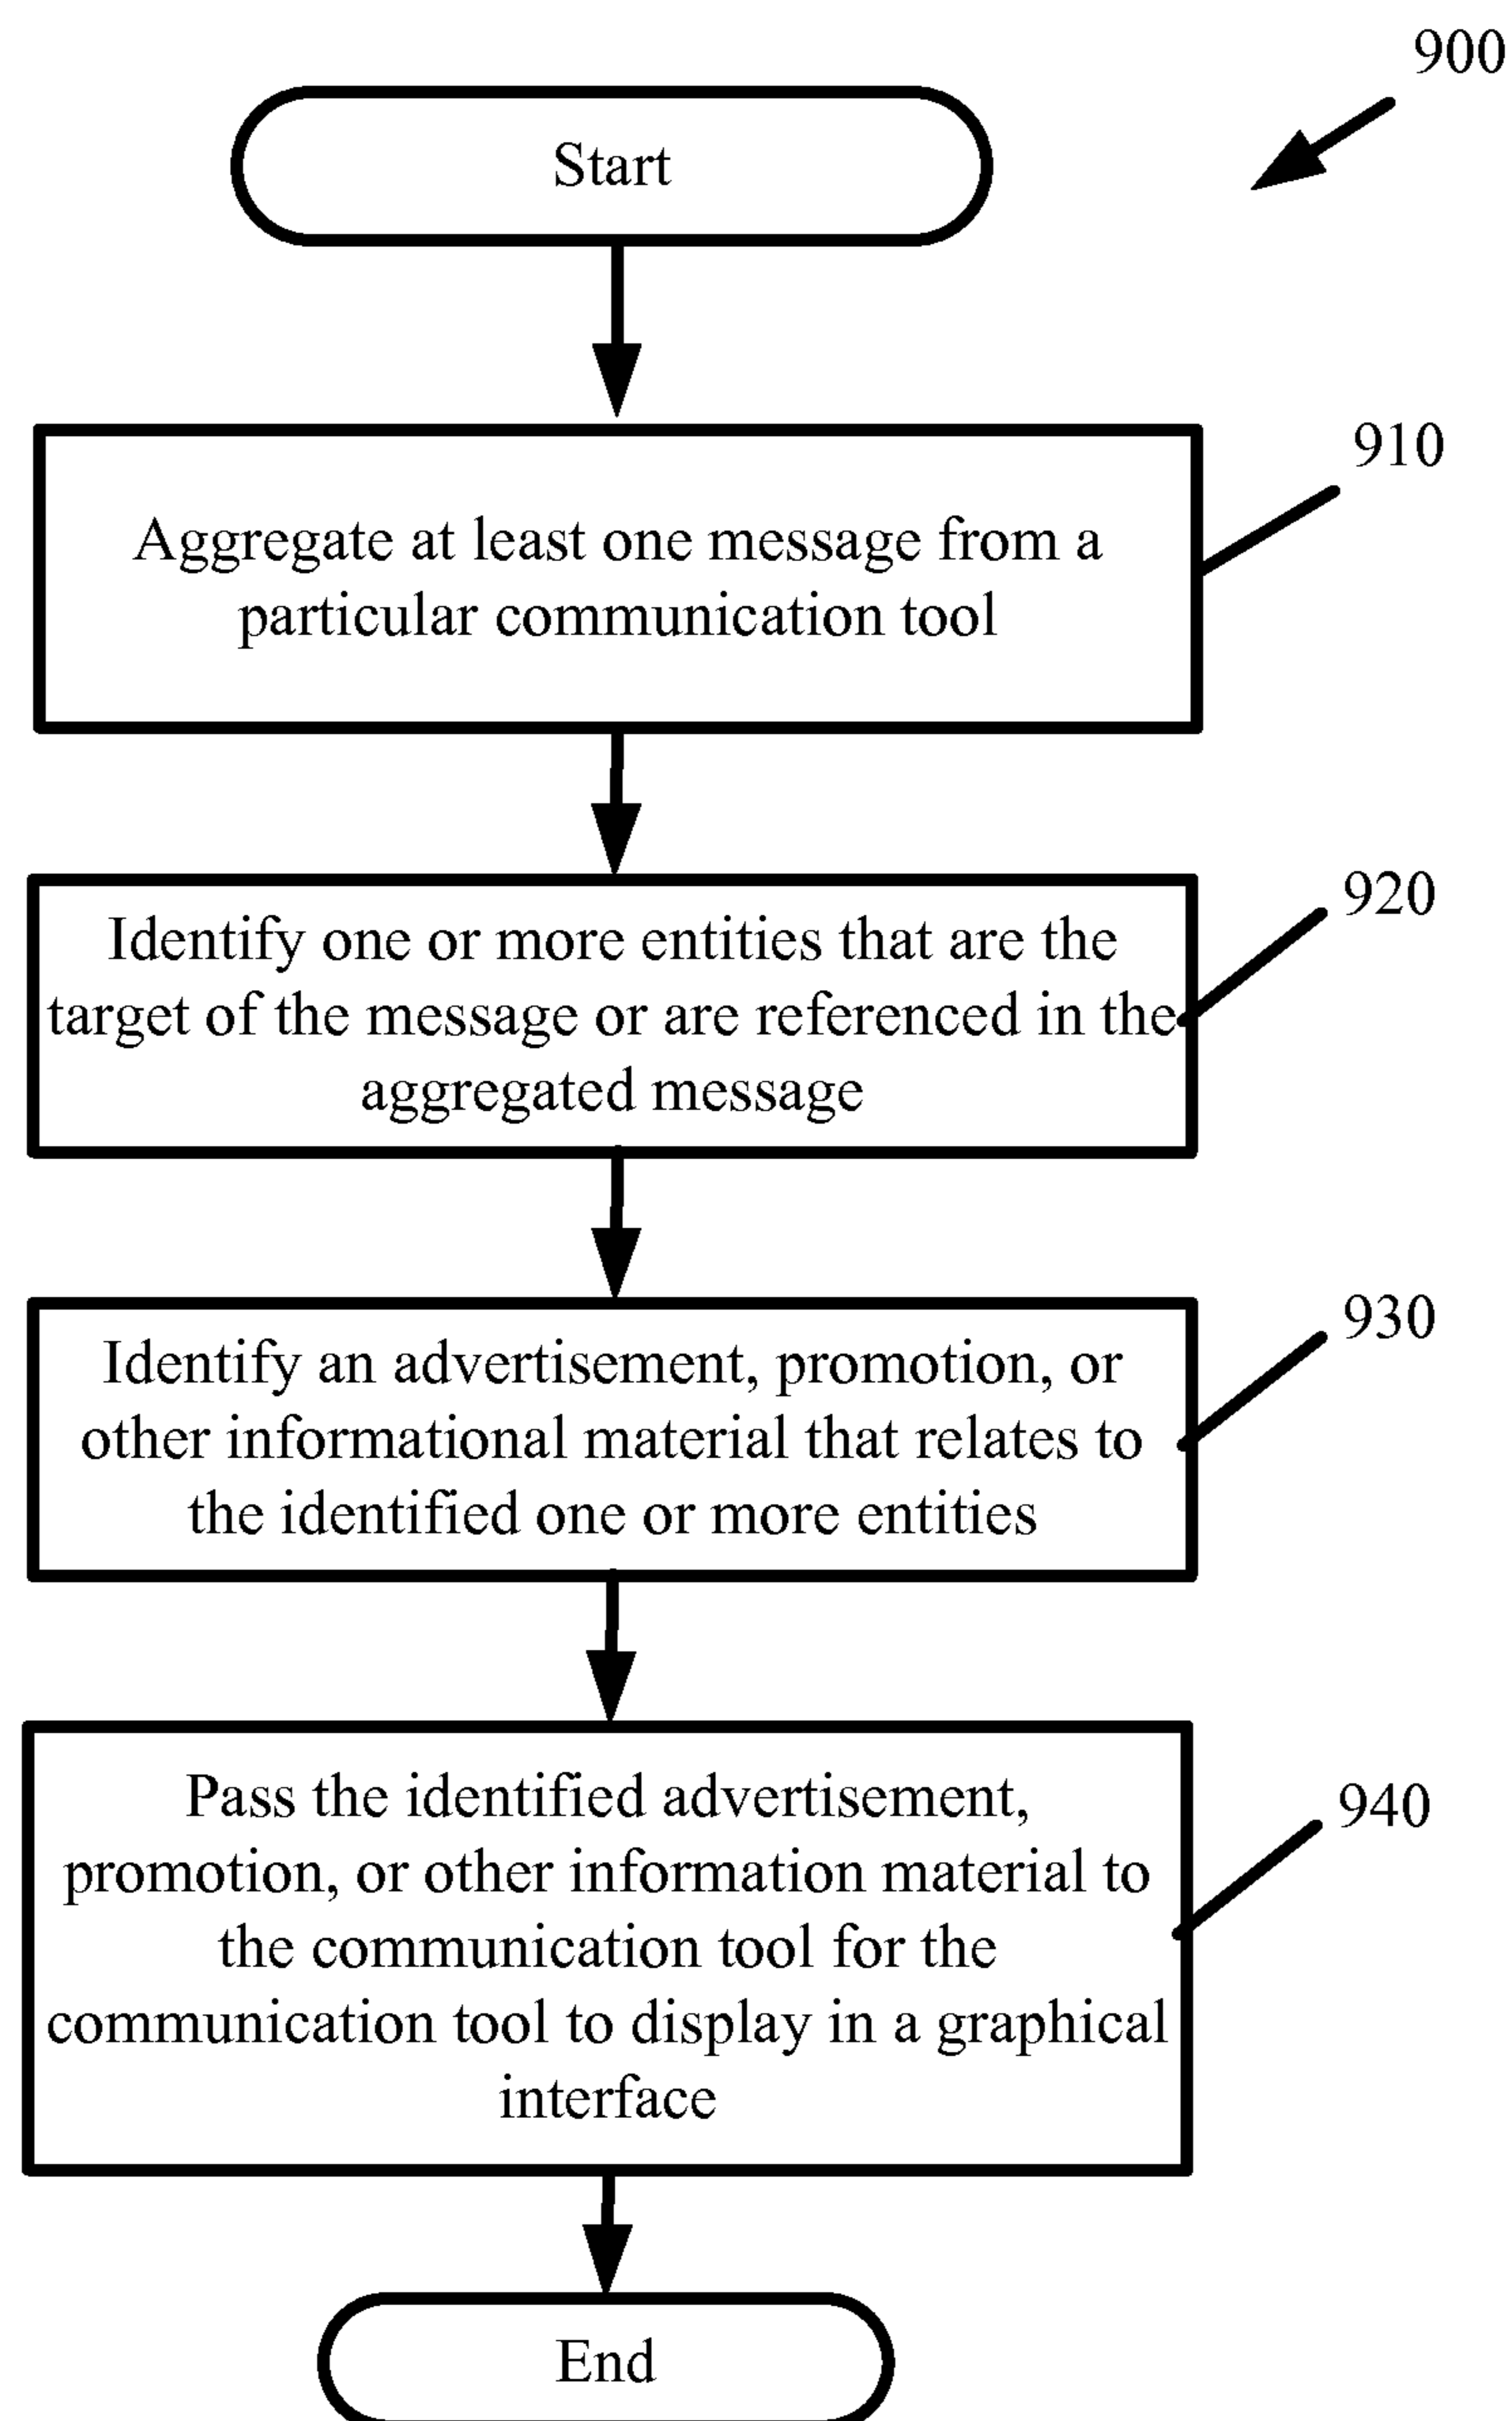 900
Start
910
Aggregate at least one message from a
particular communication tool
920
Identify one or more entities that are the
target of the message or are referenced in the
aggregated message
930
Identify an advertisement, promotion, or
other informational material that relates to
the identified one or more entities
940
Pass the identified advertisement,
promotion, or other information material to
the communication tool for the
communication tool to display in a graphical
interface
End